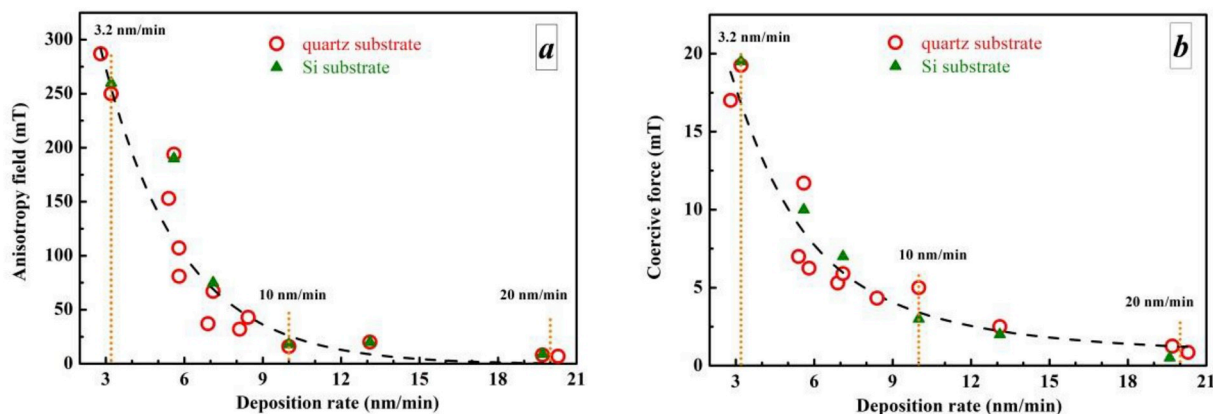 3.2 nm/min
quartz substrate
Si substrate
a
10 nm/min
20 nm/min
300
250
200
150
100
50
0
3
6
9
12
15
18
21
Anisotropy field (mT)
Deposition rate (nm/min)
3.2 nm/min
quartz substrate
Si substrate
b
10 nm/min
20 nm/min
20
15
10
5
0
3
6
9
12
15
18
21
Coercive force (mT)
Deposition rate (nm/min)